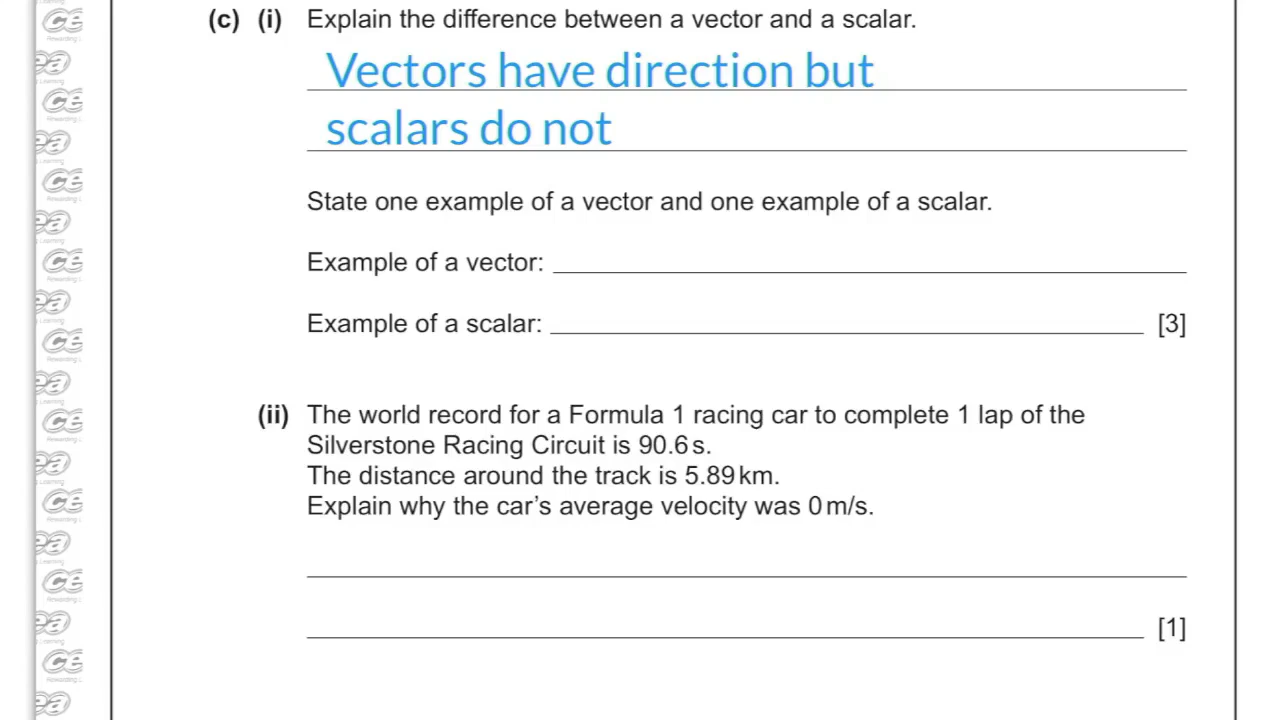 (c) (i) Explain the difference between a vector and a scalar.
Vectors have direction but
scalars do not
State one example of a vector and one example of a scalar.
Example of a vector:
Example of a scalar: [3]
(ii) The world record for a Formula 1 racing car to complete 1 lap of the
Silverstone Racing Circuit is 90.6 s.
The distance around the track is 5.89 km.
Explain why the car's average velocity was 0 m/s.
[1]